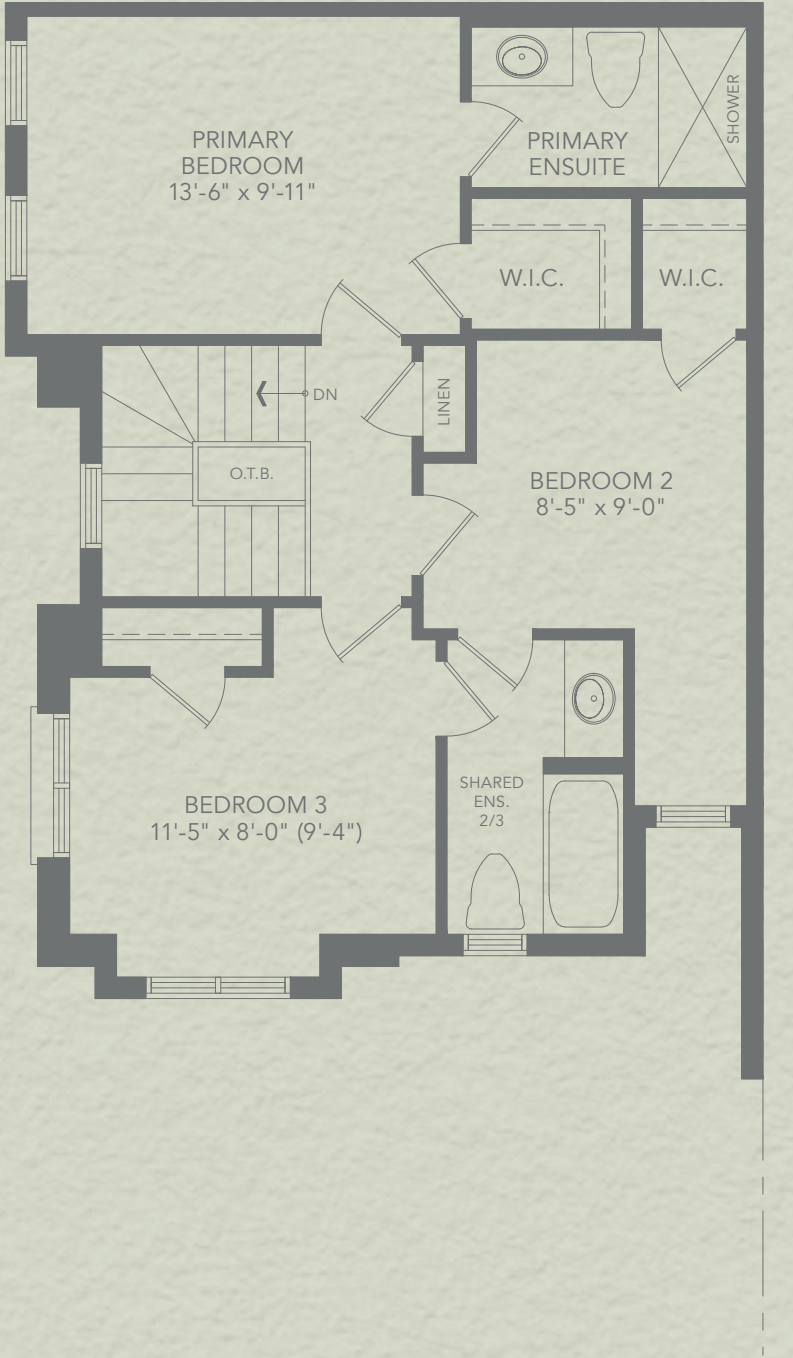 PRIMARY
BEDROOM
13'-6" x 9'-11"
PRIMARY
ENSUITE
SHOWER
W.I.C.
W.I.C.
DN
LINEN
O.T.B.
BEDROOM 2
8'-5" x 9'-0"
SHARED
ENS.
2/3
BEDROOM 3
11'-5" x 8'-0" (9'-4")